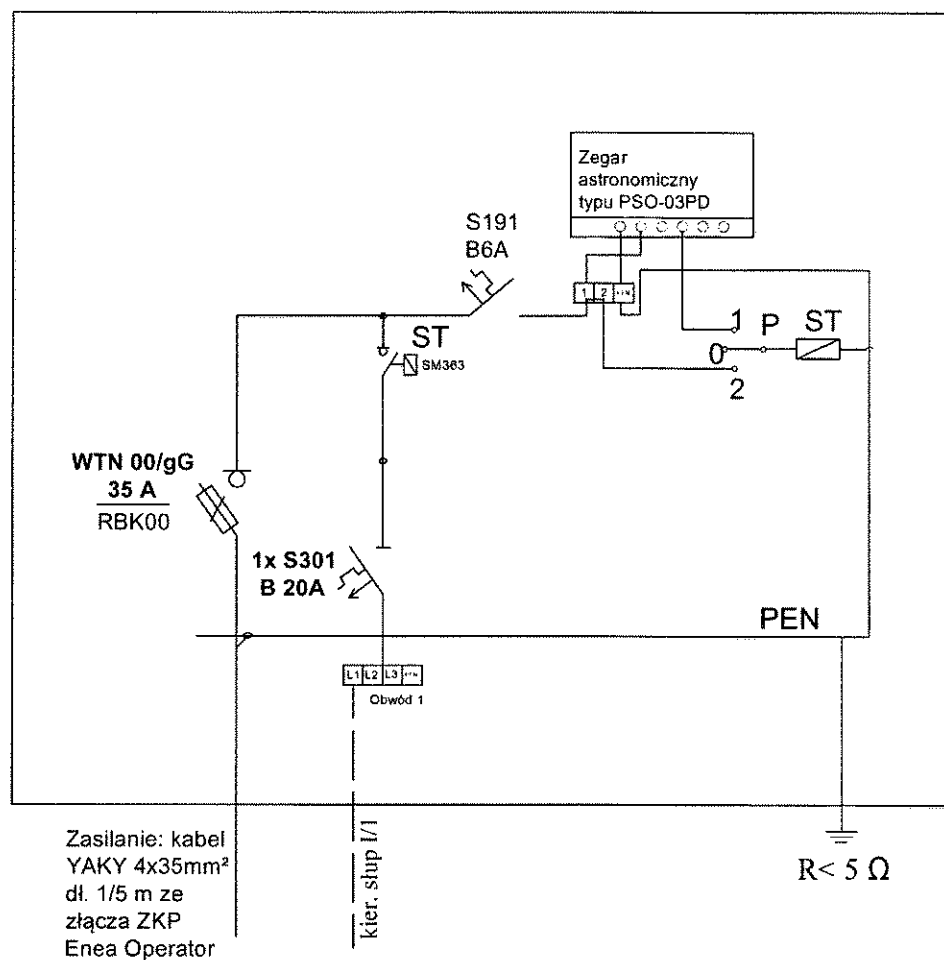 Zegar
astronomiczny
typu PSO-03PD
S191
B6A
1 2
1
P
ST
0
2
ST
SM363
WTN 00/gG
35 A
RBK00
1x S301
B 20A
PEN
L1 L2 L3
Obwód 1
Zasilanie: kabel
YAKY 4x35mm²
dł. 1/5 m ze
złącza ZKP
Enea Operator
kier. słup I/1
R< 5 Ω